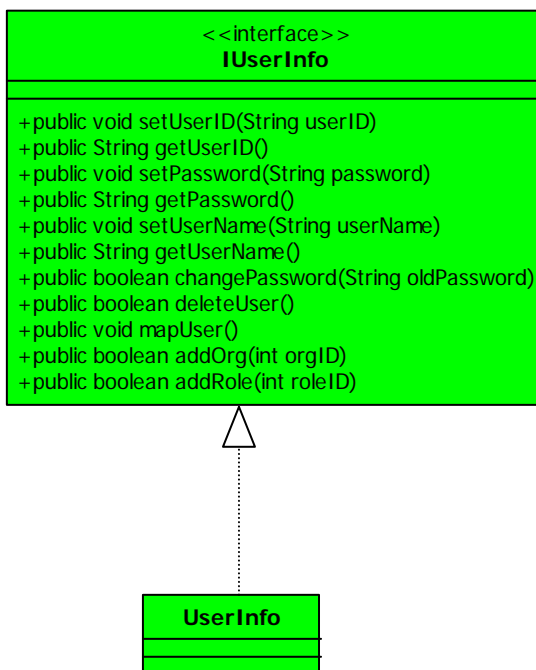 <<interface>>
IUserInfo
+public void setUserID(String userID)
+public String getUserID()
+public void setPassword(String password)
+public String getPassword()
+public void setUserName(String userName)
+public String getUserName()
+public boolean changePassword(String oldPassword)
+public boolean deleteUser()
+public void mapUser()
+public boolean addOrg(int orgID)
+public boolean addRole(int roleID)
UserInfo